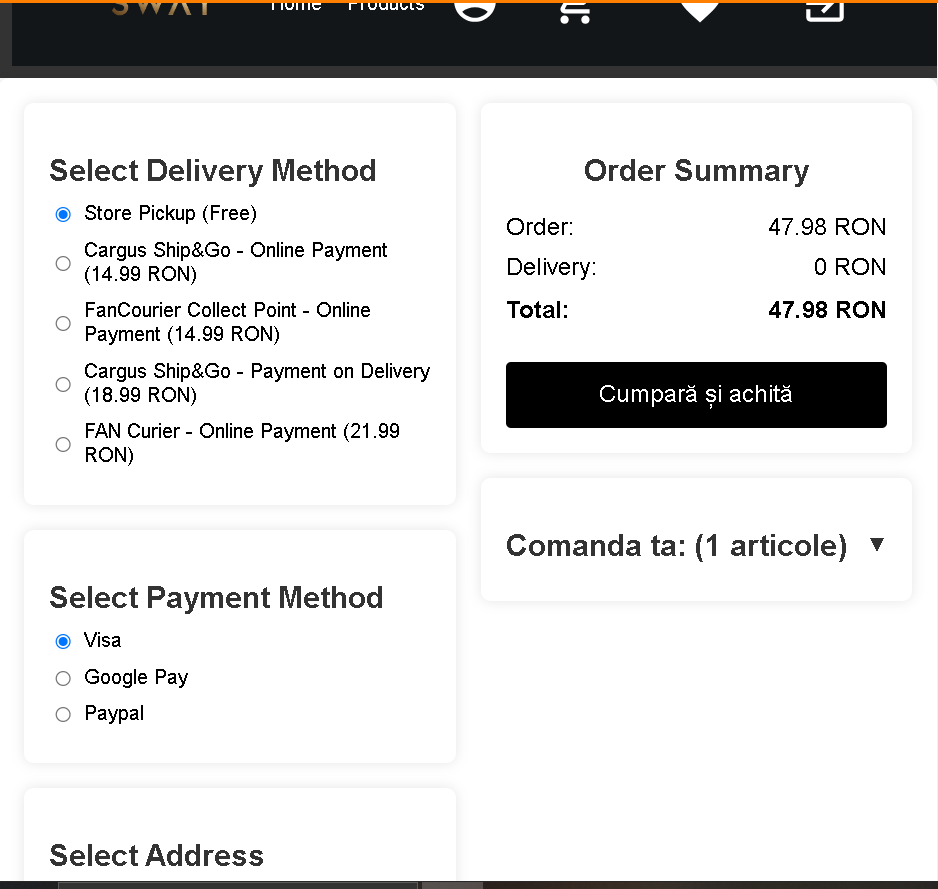 SWAY
Home Products
Select Delivery Method
Store Pickup (Free)
Cargus Ship&Go - Online Payment
(14.99 RON)
FanCourier Collect Point - Online
Payment (14.99 RON)
Cargus Ship&Go - Payment on Delivery
(18.99 RON)
FAN Curier - Online Payment (21.99
RON)
Select Payment Method
Visa
Google Pay
Paypal
Select Address
Order Summary
Order: 47.98 RON
Delivery: 0 RON
Total: 47.98 RON
Cumpară și achită
Comanda ta: (1 articole) ▼